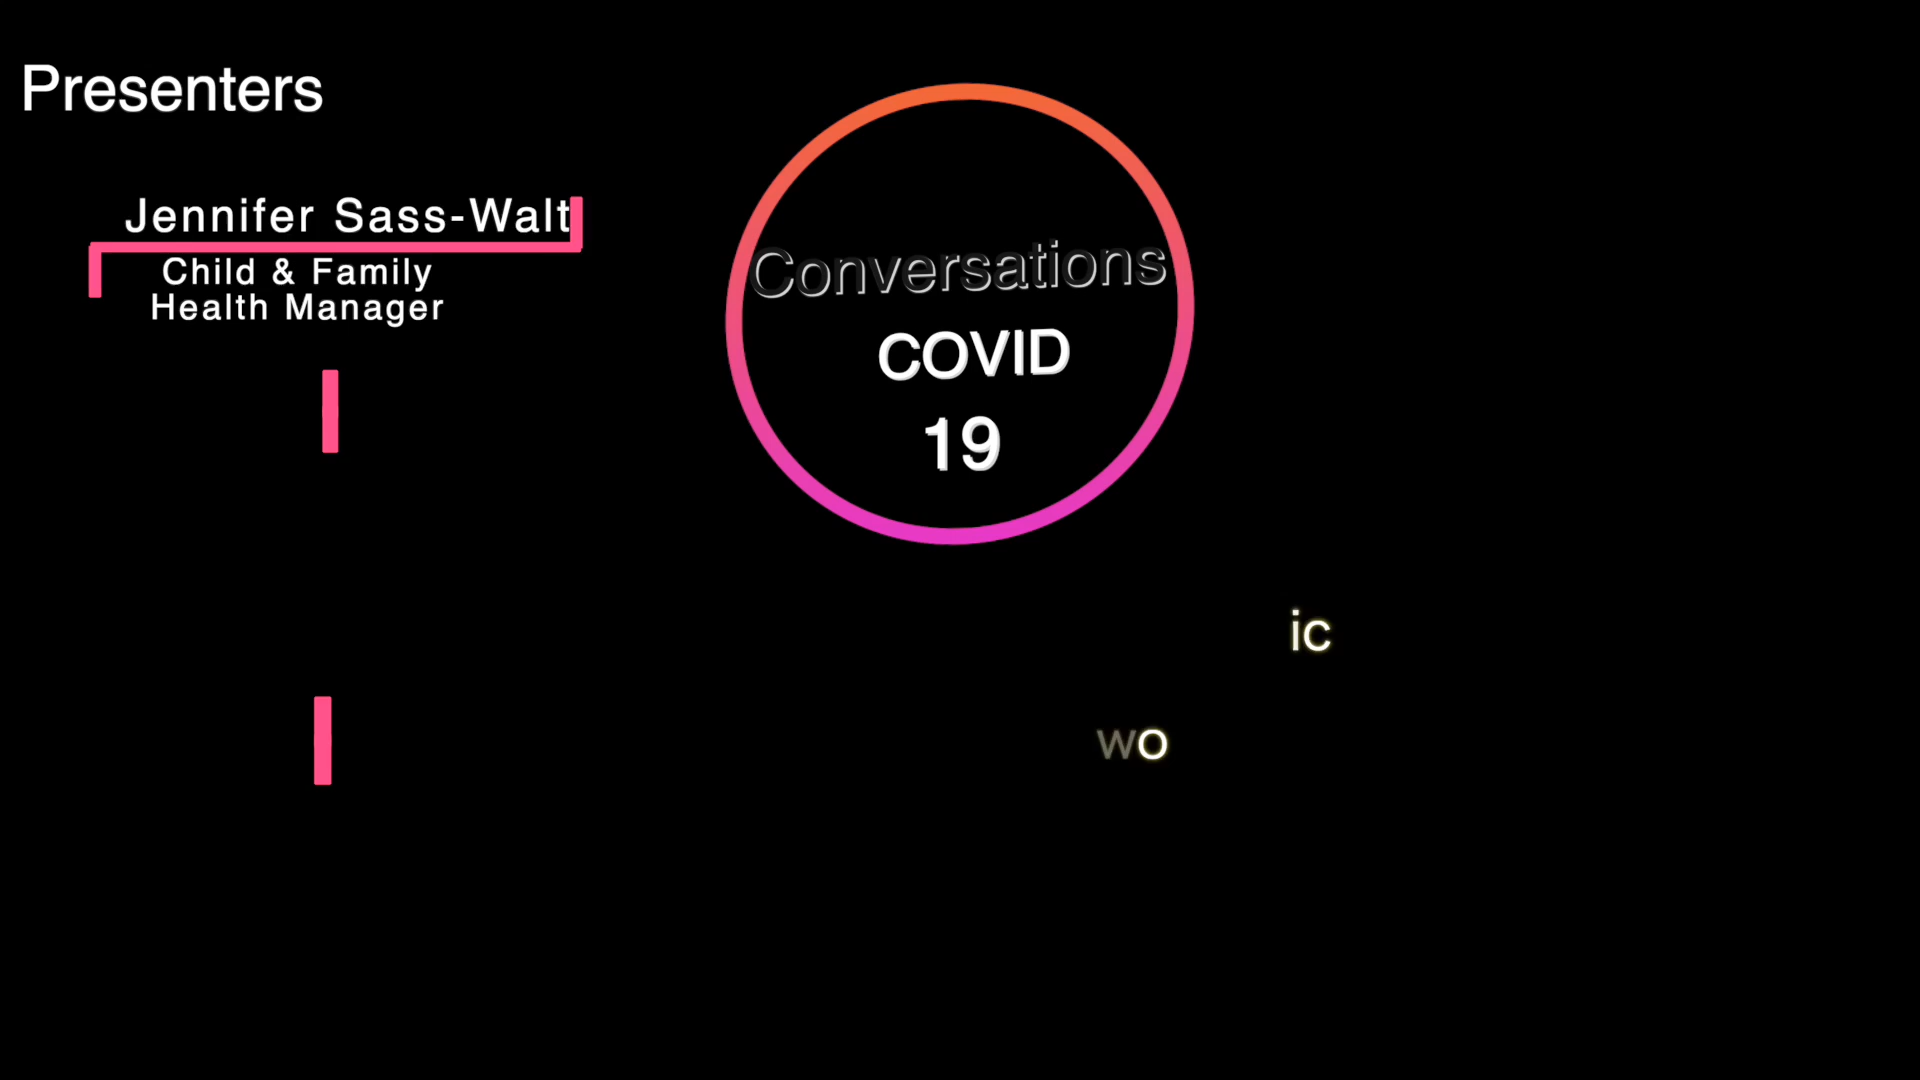 Presenters
Jennifer Sass-Walt
Child & Family
Health Manager
Conversations
COVID
19
ic
wo